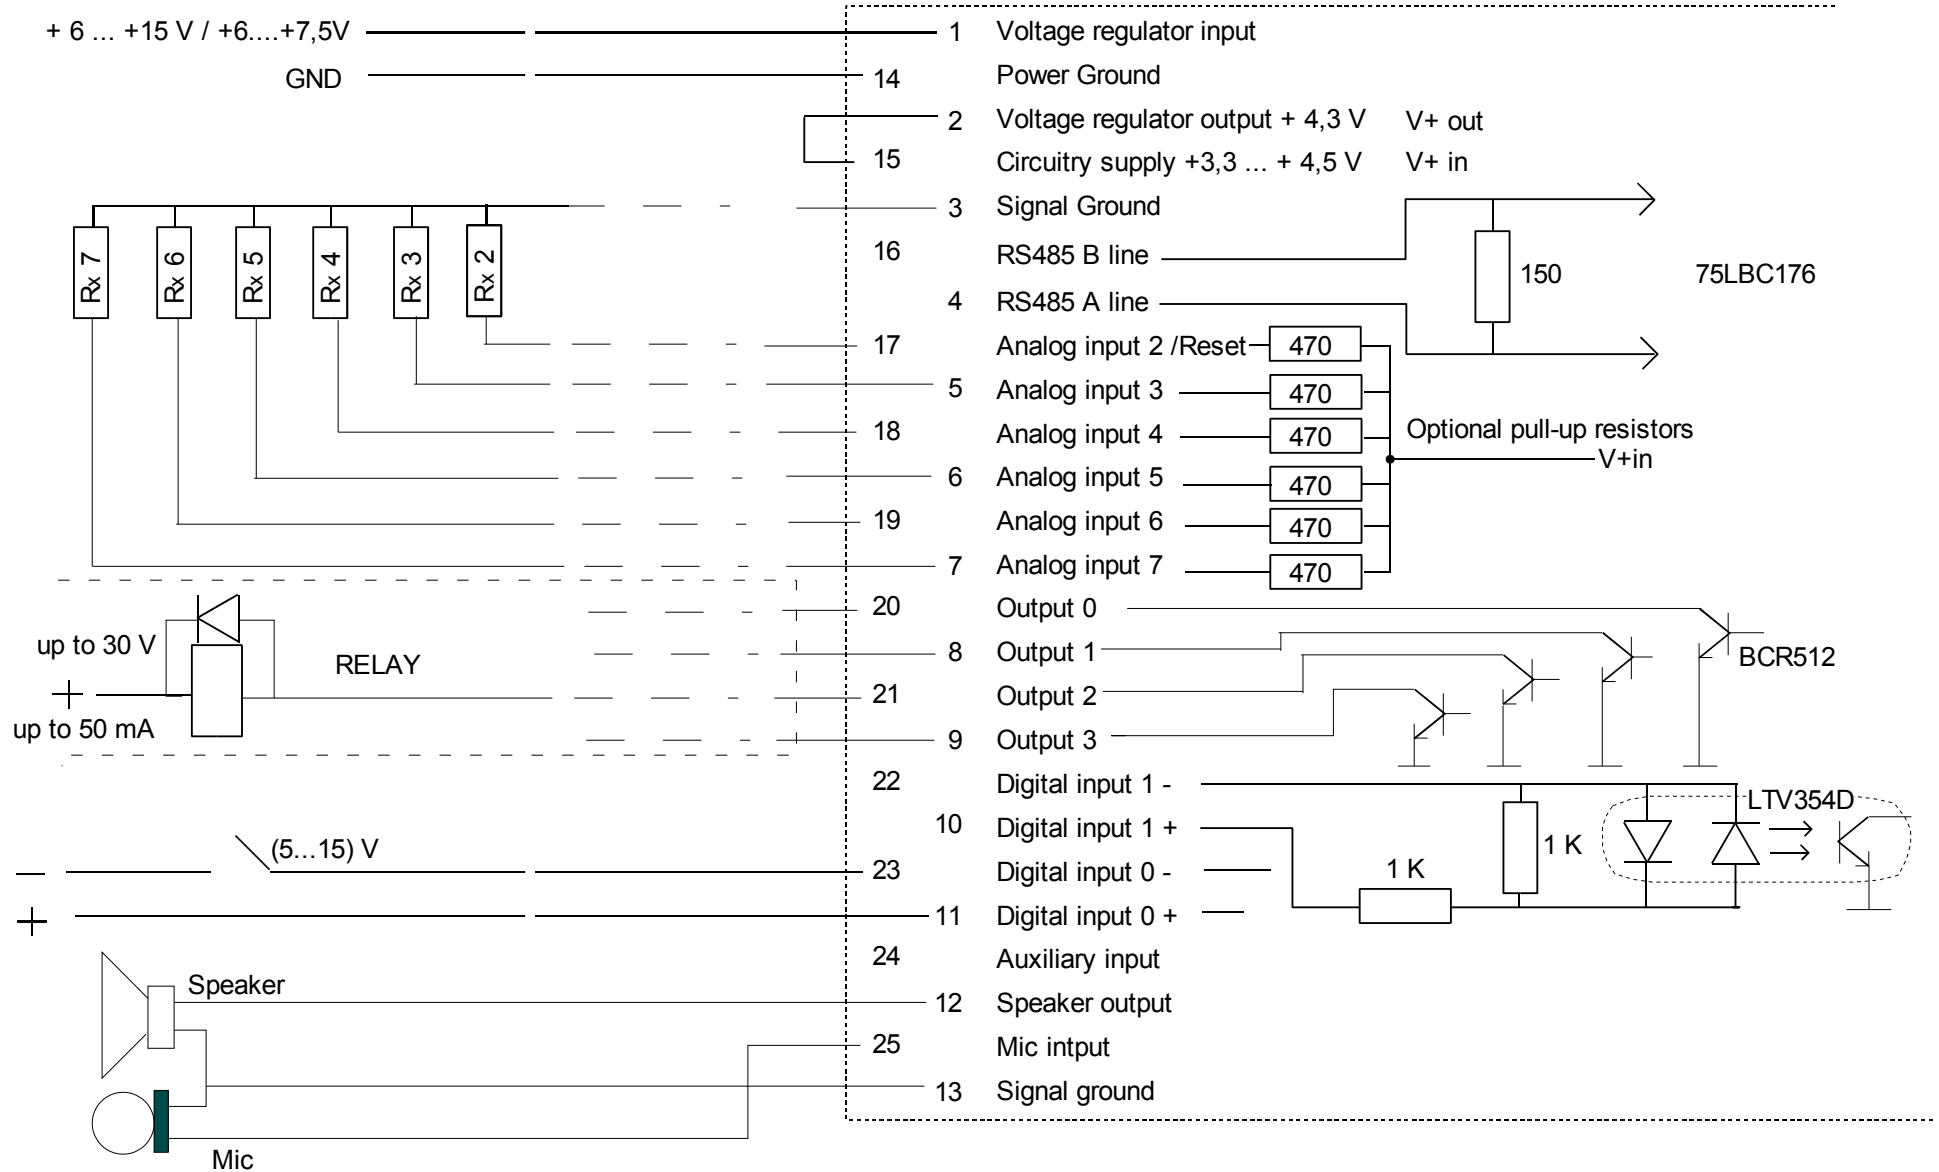 + 6 ... +15 V / +6....+7,5V
1 Voltage regulator input
GND
14 Power Ground
2 Voltage regulator output + 4,3 V V+ out
15 Circuitry supply +3,3 ... + 4,5 V V+ in
3 Signal Ground
Rx 7
Rx 6
Rx 5
Rx 4
Rx 3
Rx 2
16 RS485 B line
150
75LBC176
4 RS485 A line
17 Analog input 2 /Reset 470
5 Analog input 3 470
18 Analog input 4 470
Optional pull-up resistors
V+in
6 Analog input 5 470
19 Analog input 6 470
7 Analog input 7 470
20 Output 0
up to 30 V
RELAY
8 Output 1
BCR512
21 Output 2
up to 50 mA
9 Output 3
22 Digital input 1 -
LTV354D
10 Digital input 1 +
1 K
(5...15) V
23 Digital input 0 -
1 K
11 Digital input 0 +
24 Auxiliary input
Speaker
12 Speaker output
25 Mic intput
13 Signal ground
Mic